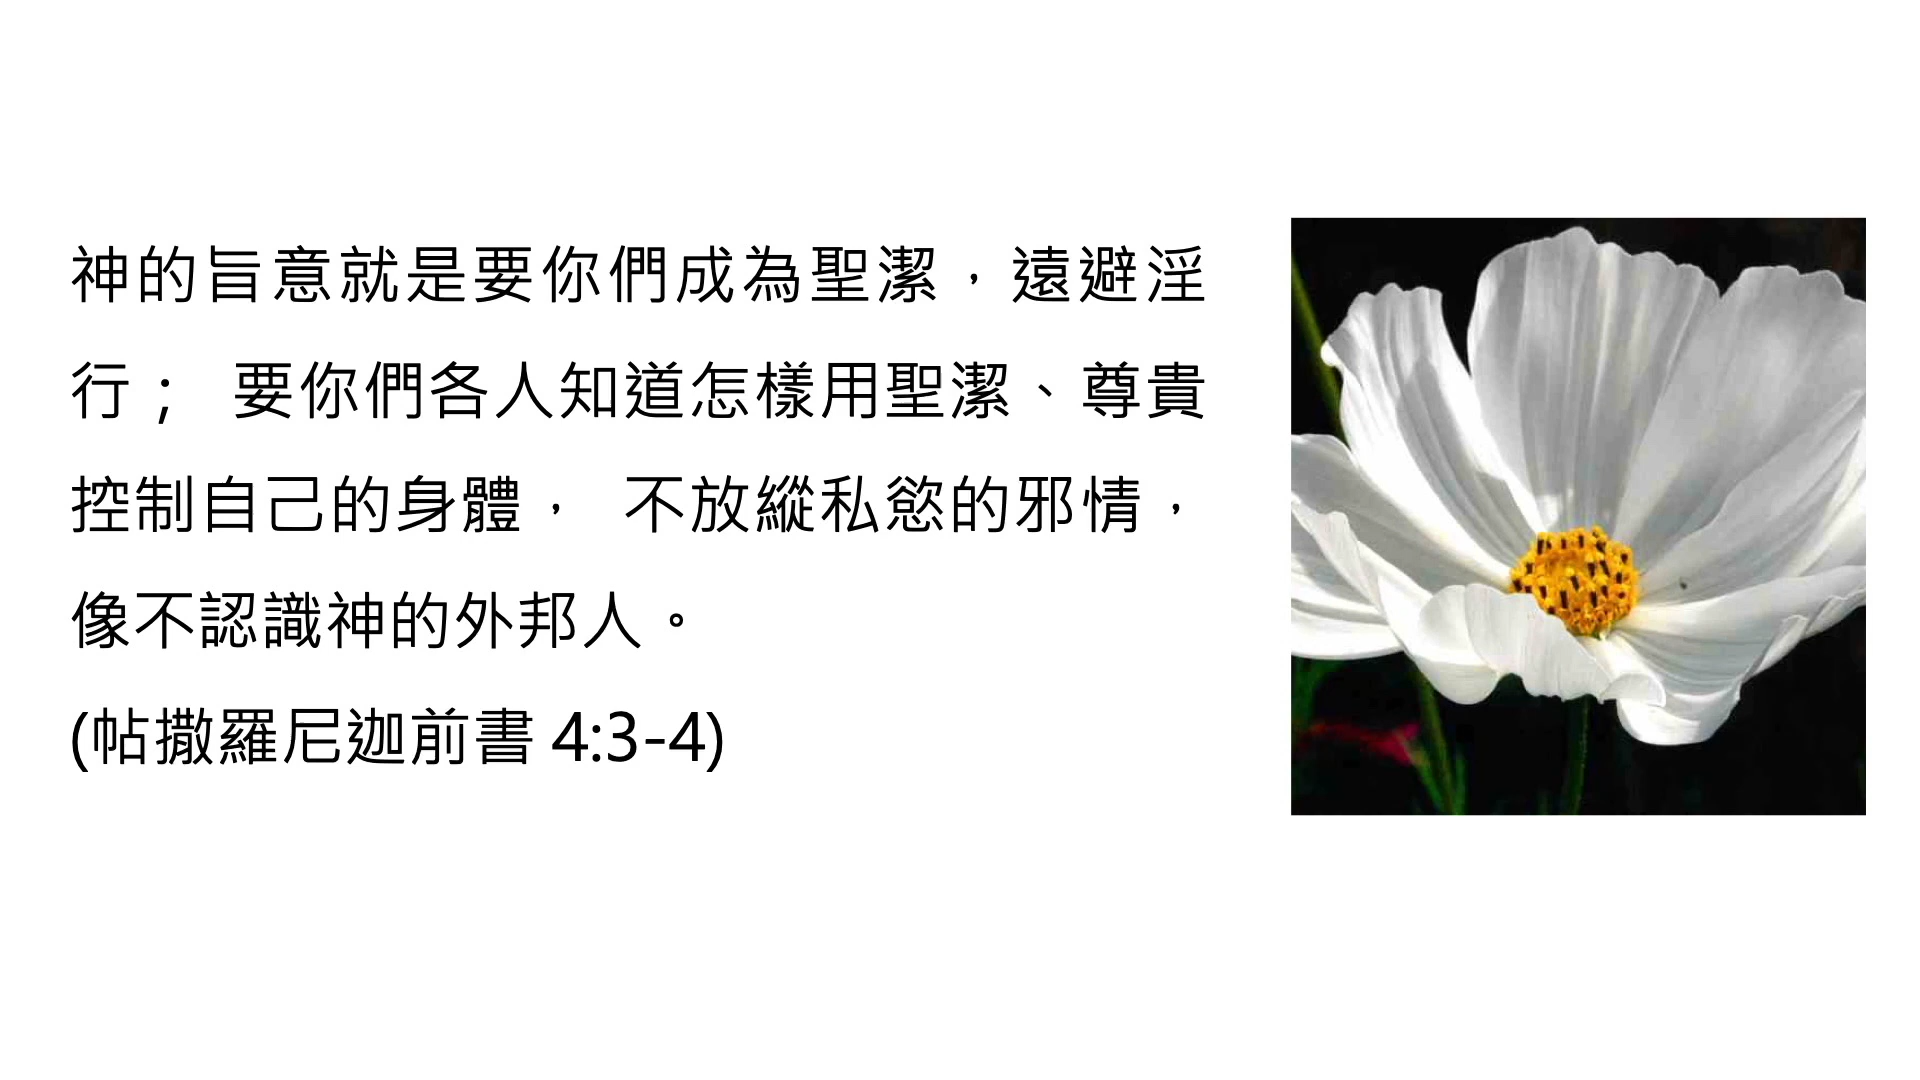 神的旨意就是要你們成為聖潔，遠避淫
行； 要你們各人知道怎樣用聖潔、尊貴
控制自己的身體， 不放縱私慾的邪情，
像不認識神的外邦人。
(帖撒羅尼迦前書 4:3-4)